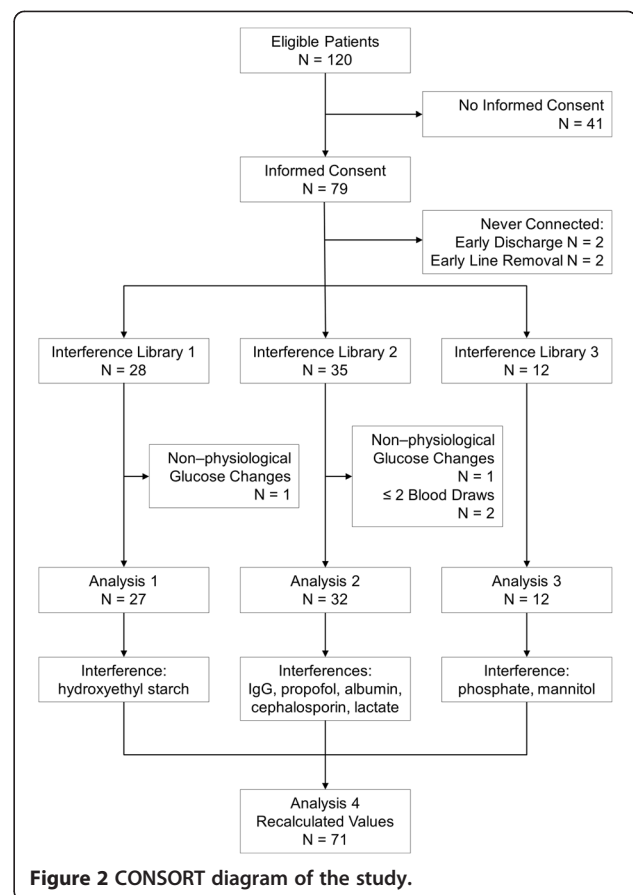 Eligible Patients
N = 120
No Informed Consent
N = 41
Informed Consent
N = 79
Never Connected:
Early Discharge N = 2
Early Line Removal N = 2
Interference Library 1
N = 28
Interference Library 2
N = 35
Interference Library 3
N = 12
Non–physiological
Glucose Changes
N = 1
Non–physiological
Glucose Changes
N = 1
≤ 2 Blood Draws
N = 2
Analysis 1
N = 27
Analysis 2
N = 32
Analysis 3
N = 12
Interference:
hydroxyethyl starch
Interferences:
IgG, propofol, albumin,
cephalosporin, lactate
Interference:
phosphate, mannitol
Analysis 4
Recalculated Values
N = 71
Figure 2 CONSORT diagram of the study.